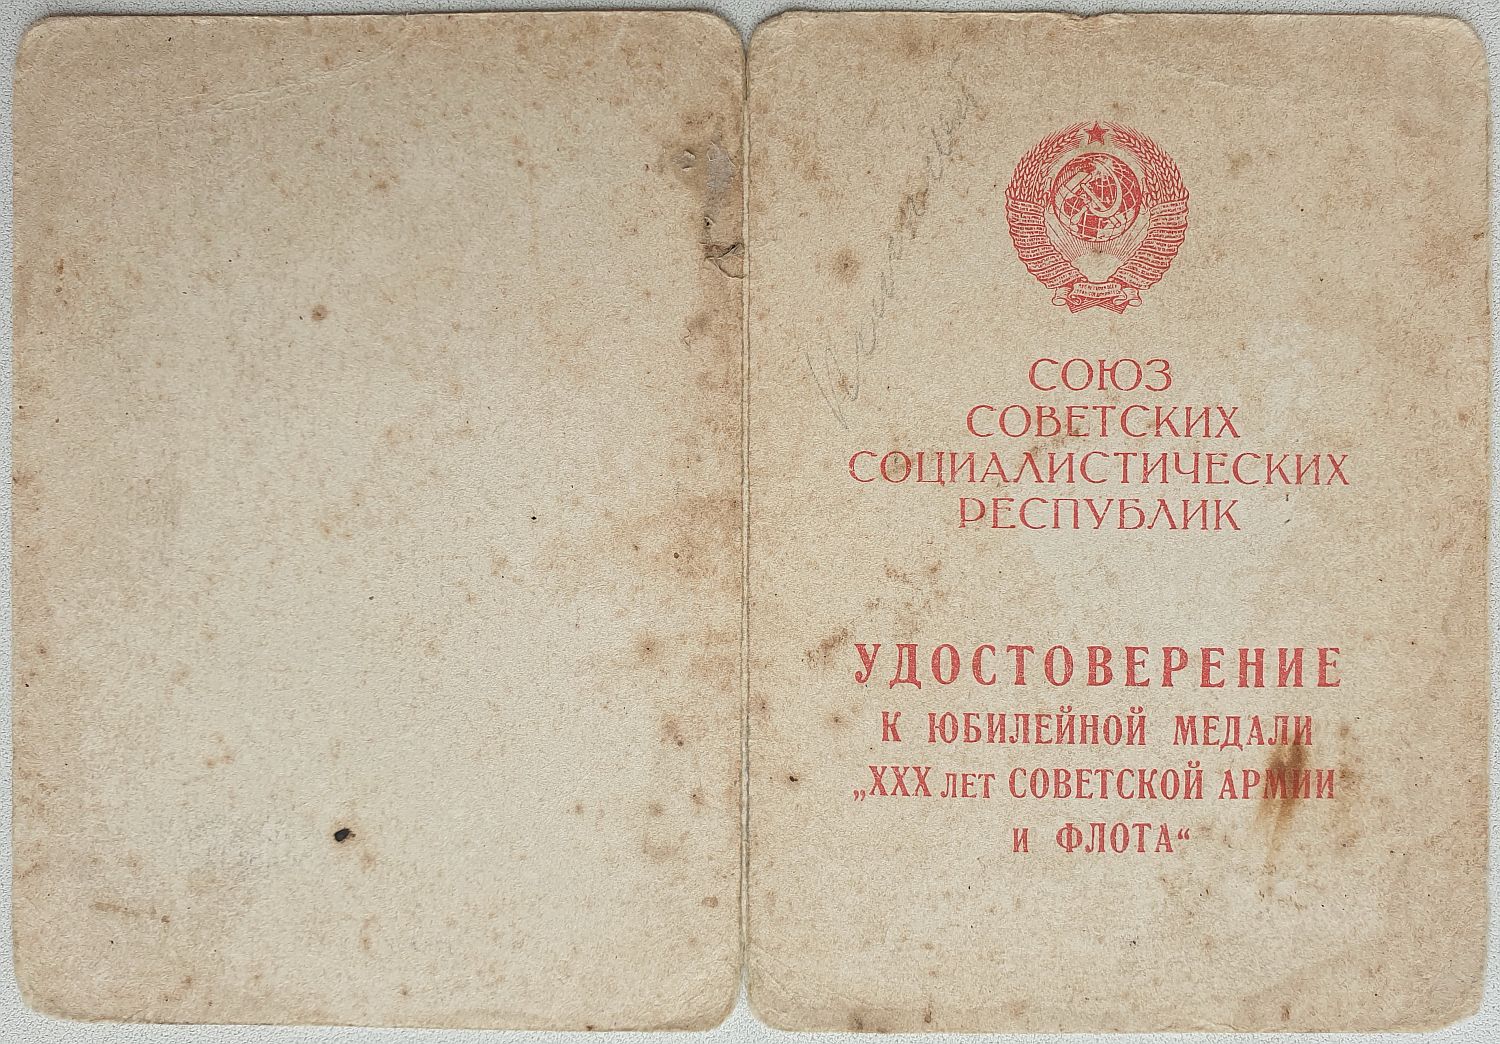 СОЮЗ
СОВЕТСКИХ
СОЦИАЛИСТИЧЕСКИХ
РЕСПУБЛИК
УДОСТОВЕРЕНИЕ
К ЮБИЛЕЙНОЙ МЕДАЛИ
„XXX ЛЕТ СОВЕТСКОЙ АРМИИ
И ФЛОТА“